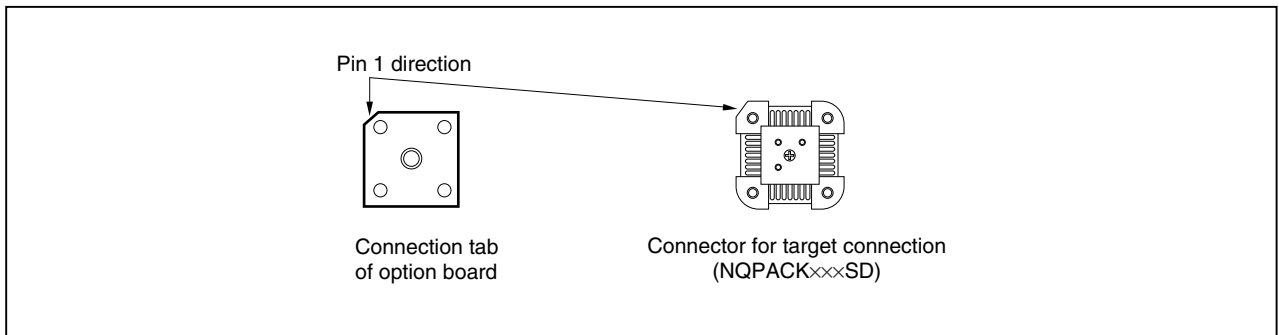 Pin 1 direction
Connection tab
of option board
Connector for target connection
(NQPACK×××SD)